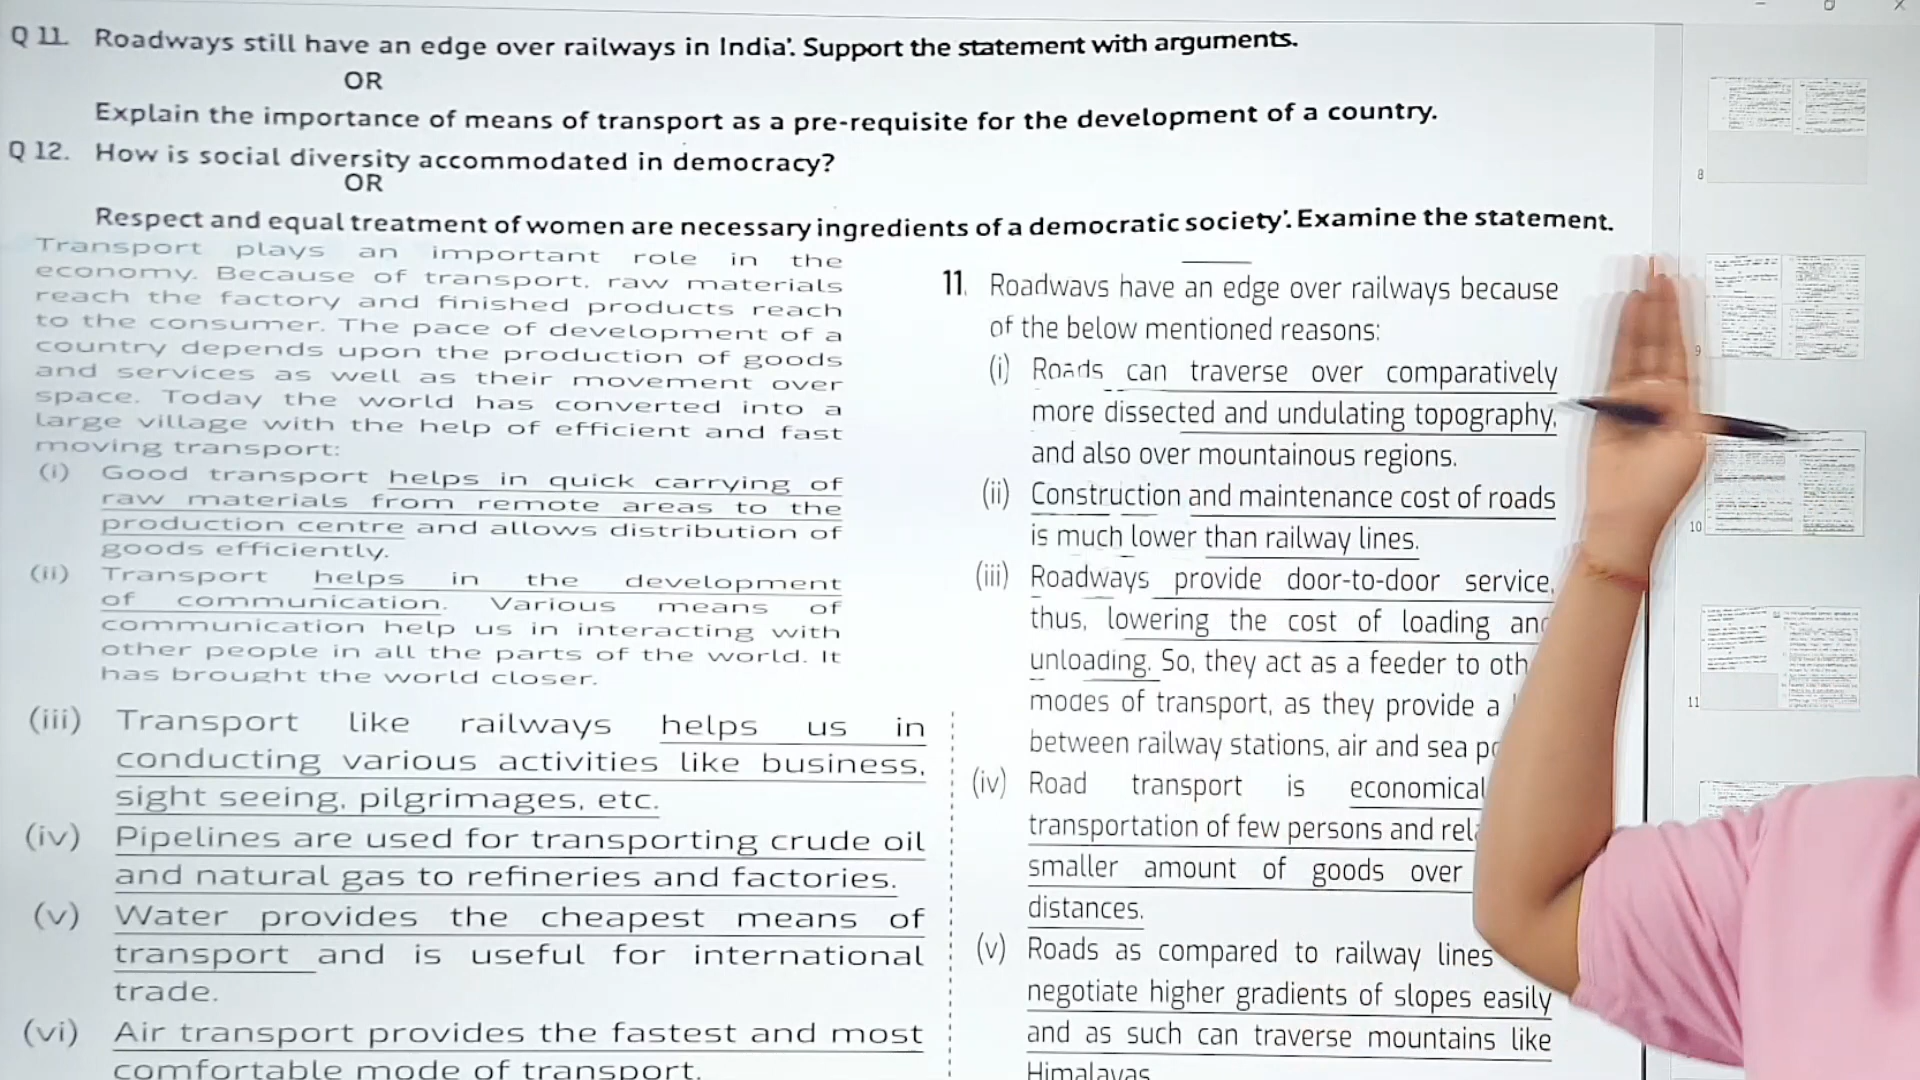 Q 11. Roadways still have an edge over railways in India'. Support the statement with arguments.
OR
Explain the importance of means of transport as a pre-requisite for the development of a country.
Q 12. How is social diversity accommodated in democracy?
OR
Respect and equal treatment of women are necessary ingredients of a democratic society'. Examine the statement.
Transport plays an important role in the
economy. Because of transport, raw materials
reach the factory and finished products reach
to the consumer. The pace of development of a
country depends upon the production of goods
and services as well as their movement over
space. Today the world has converted into a
large village with the help of efficient and fast
moving transport:
(i) Good transport helps in quick carrying of
raw materials from remote areas to the
production centre and allows distribution of
goods efficiently.
(ii) Transport helps in the development
of communication. Various means of
communication help us in interacting with
other people in all the parts of the world. It
has brought the world closer.
(iii) Transport like railways helps us in
conducting various activities like business,
sight seeing, pilgrimages, etc.
(iv) Pipelines are used for transporting crude oil
and natural gas to refineries and factories.
(v) Water provides the cheapest means of
transport and is useful for international
trade.
(vi) Air transport provides the fastest and most
comfortable mode of transport.
11. Roadways have an edge over railways because
of the below mentioned reasons:
(i) Roads can traverse over comparatively
more dissected and undulating topography,
and also over mountainous regions.
(ii) Construction and maintenance cost of roads
is much lower than railway lines.
(iii) Roadways provide door-to-door service,
thus, lowering the cost of loading and
unloading. So, they act as a feeder to oth
modes of transport, as they provide a
between railway stations, air and sea
(iv) Road transport is economical
transportation of few persons and
smaller amount of goods over
distances.
(v) Roads as compared to railway lines
negotiate higher gradients of slopes easily
and as such can traverse mountains like
Himalayas
8
9
10
11